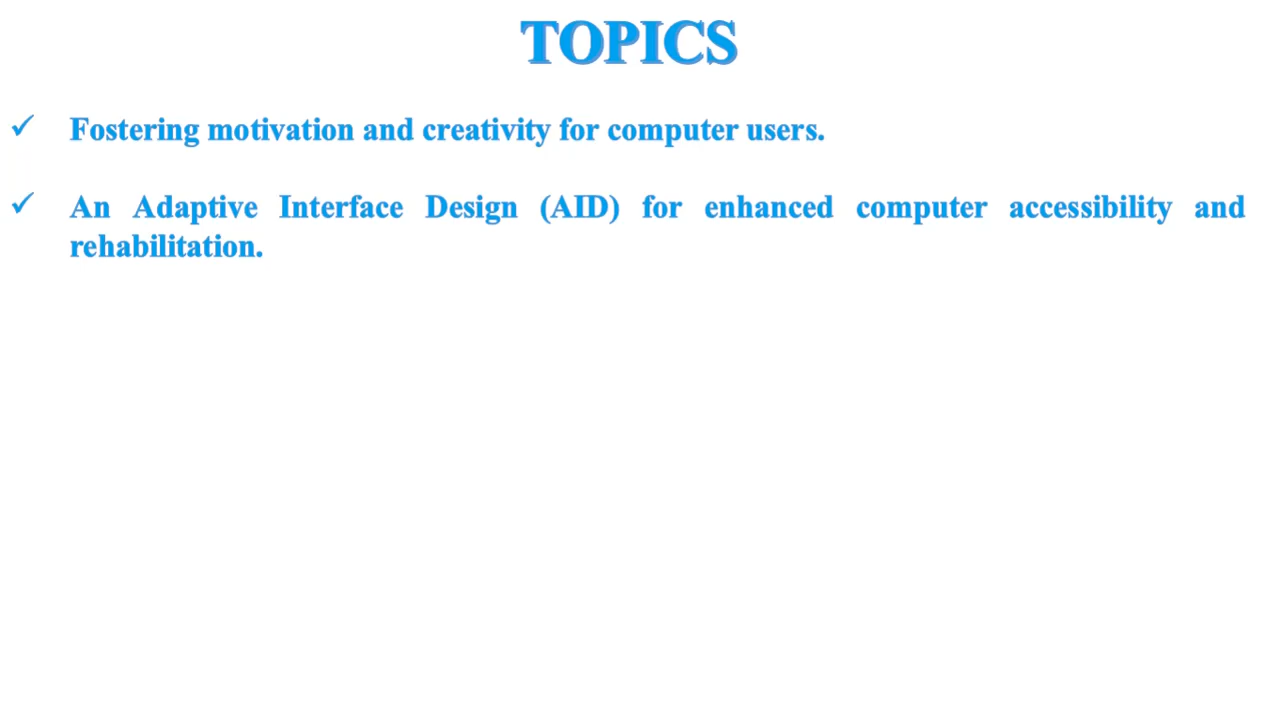 TOPICS
✓ Fostering motivation and creativity for computer users.
✓ An Adaptive Interface Design (AID) for enhanced computer accessibility and
rehabilitation.